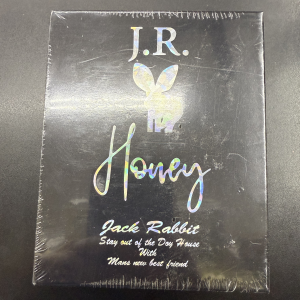 J.R.
Honey
Jack Rabbit
Stay out of the Dog House
With
Mans new best friend